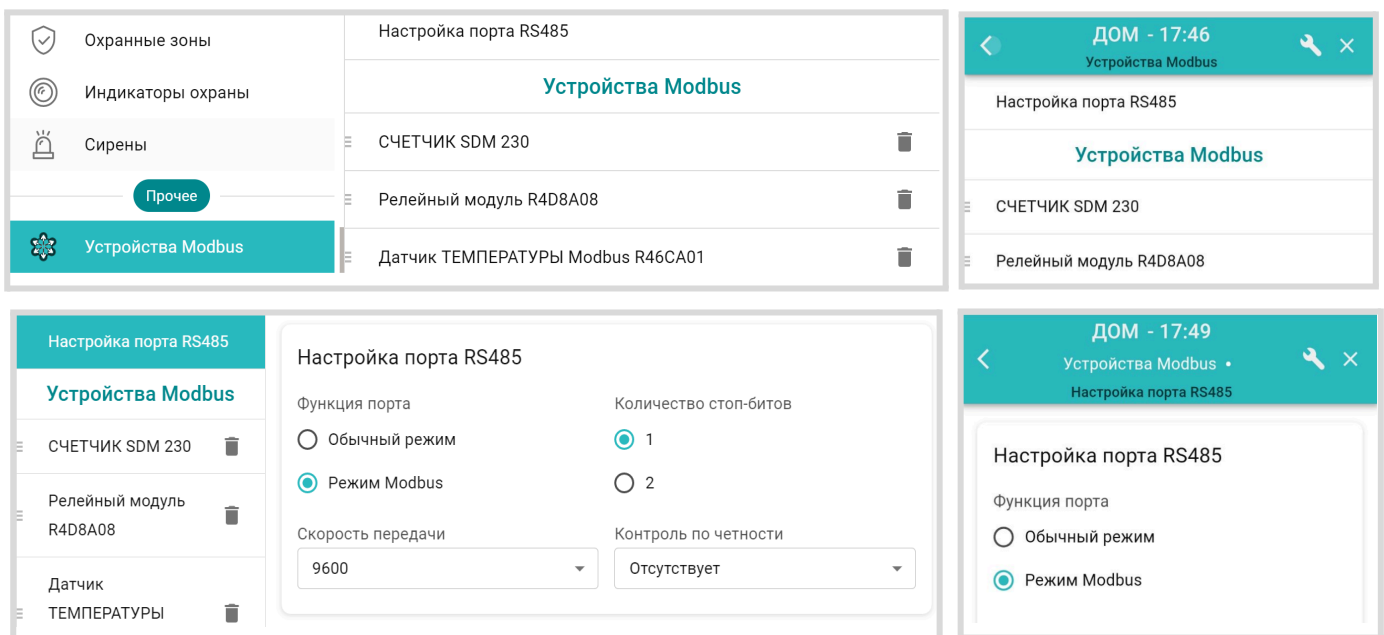 Охранные зоны
Индикаторы охраны
Сирены
Прочее
Устройства Modbus
Настройка порта RS485
Устройства Modbus
СЧЕТЧИК SDM 230
Релейный модуль R4D8A08
Датчик ТЕМПЕРАТУРЫ Modbus R46CA01
ДОМ - 17:46
Устройства Modbus
Настройка порта RS485
Устройства Modbus
СЧЕТЧИК SDM 230
Релейный модуль R4D8A08
Настройка порта RS485
Устройства Modbus
СЧЕТЧИК SDM 230
Релейный модуль
R4D8A08
Датчик
ТЕМПЕРАТУРЫ
Настройка порта RS485
Функция порта
Обычный режим
Режим Modbus
Количество стоп-битов
1
2
Скорость передачи
9600
Контроль по четности
Отсутствует
ДОМ - 17:49
Устройства Modbus •
Настройка порта RS485
Настройка порта RS485
Функция порта
Обычный режим
Режим Modbus